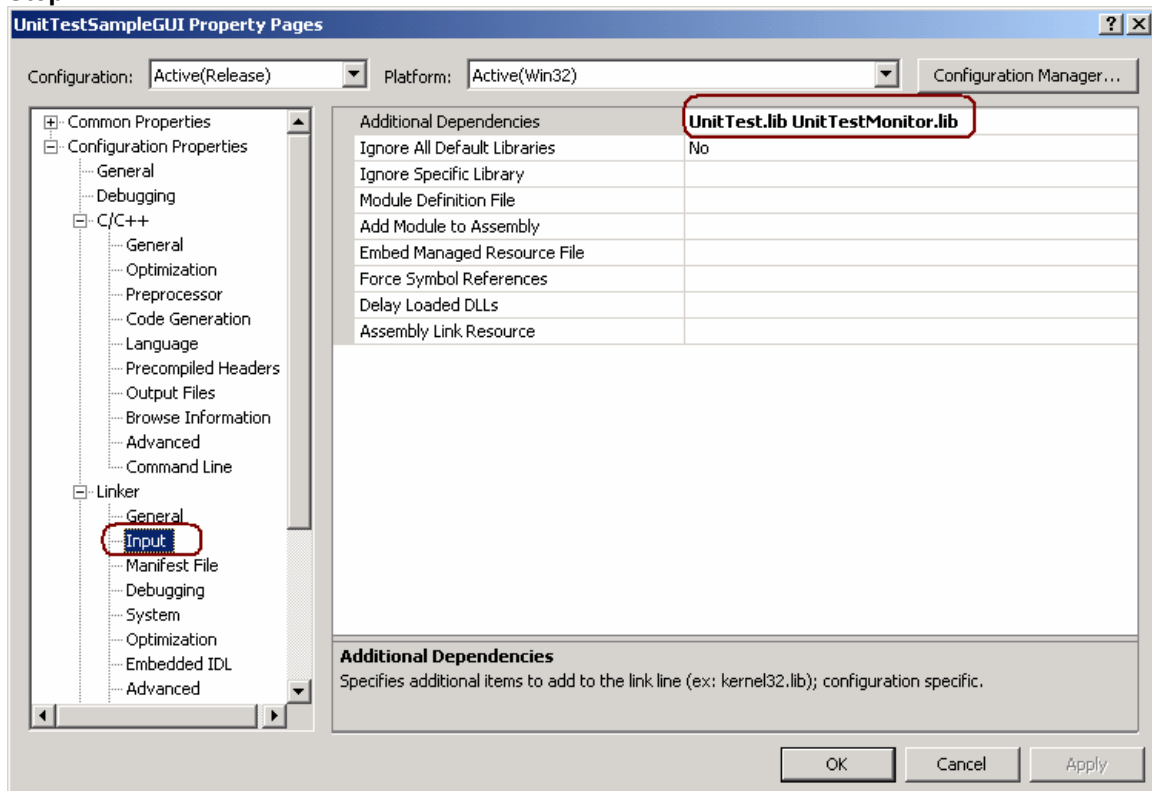 UnitTestSampleGUI Property Pages
Configuration: Active(Release) Platform: Active(Win32) Configuration Manager...
Common Properties
Configuration Properties
General
Debugging
C/C++
General
Optimization
Preprocessor
Code Generation
Language
Precompiled Headers
Output Files
Browse Information
Advanced
Command Line
Linker
General
Input
Manifest File
Debugging
System
Optimization
Embedded IDL
Advanced
Additional Dependencies UnitTest.lib UnitTestMonitor.lib
Ignore All Default Libraries No
Ignore Specific Library
Module Definition File
Add Module to Assembly
Embed Managed Resource File
Force Symbol References
Delay Loaded DLLs
Assembly Link Resource
Additional Dependencies
Specifies additional items to add to the link line (ex: kernel32.lib); configuration specific.
OK Cancel Apply